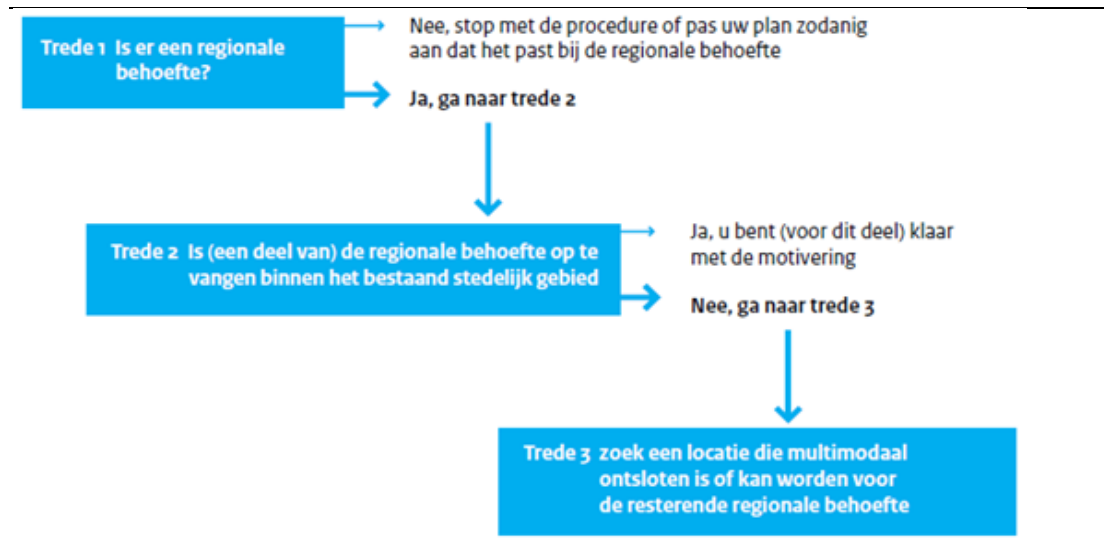 Trede 1 Is er een regionale
behoefte?
Nee, stop met de procedure of pas uw plan zodanig
aan dat het past bij de regionale behoefte
Ja, ga naar trede 2
Trede 2 Is (een deel van) de regionale behoefte op te
vangen binnen het bestaand stedelijk gebied
Ja, u bent (voor dit deel) klaar
met de motivering
Nee, ga naar trede 3
Trede 3 zoek een locatie die multimodaal
ontsloten is of kan worden voor
de resterende regionale behoefte